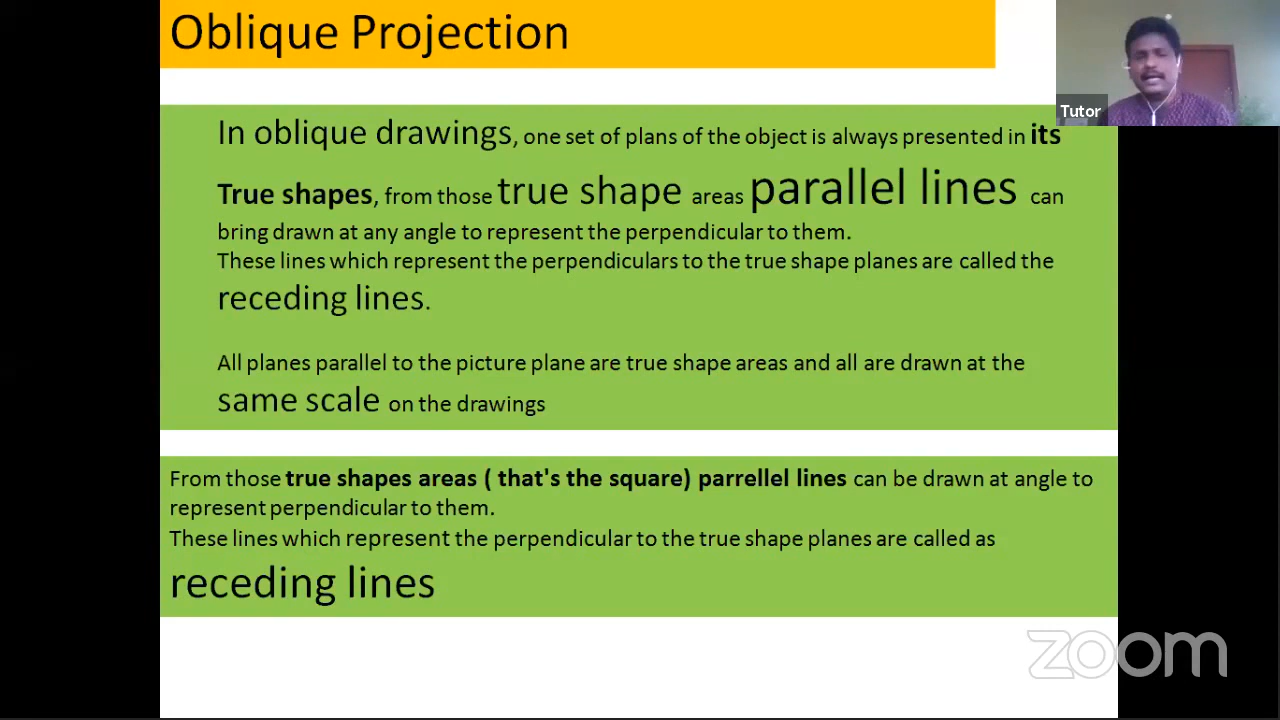 Oblique Projection
Tutor
In oblique drawings, one set of plans of the object is always presented in its
True shapes, from those true shape areas parallel lines can
bring drawn at any angle to represent the perpendicular to them.
These lines which represent the perpendiculars to the true shape planes are called the
receding lines.
All planes parallel to the picture plane are true shape areas and all are drawn at the
same scale on the drawings
From those true shapes areas ( that's the square) parrellel lines can be drawn at angle to
represent perpendicular to them.
These lines which represent the perpendicular to the true shape planes are called as
receding lines
zoom